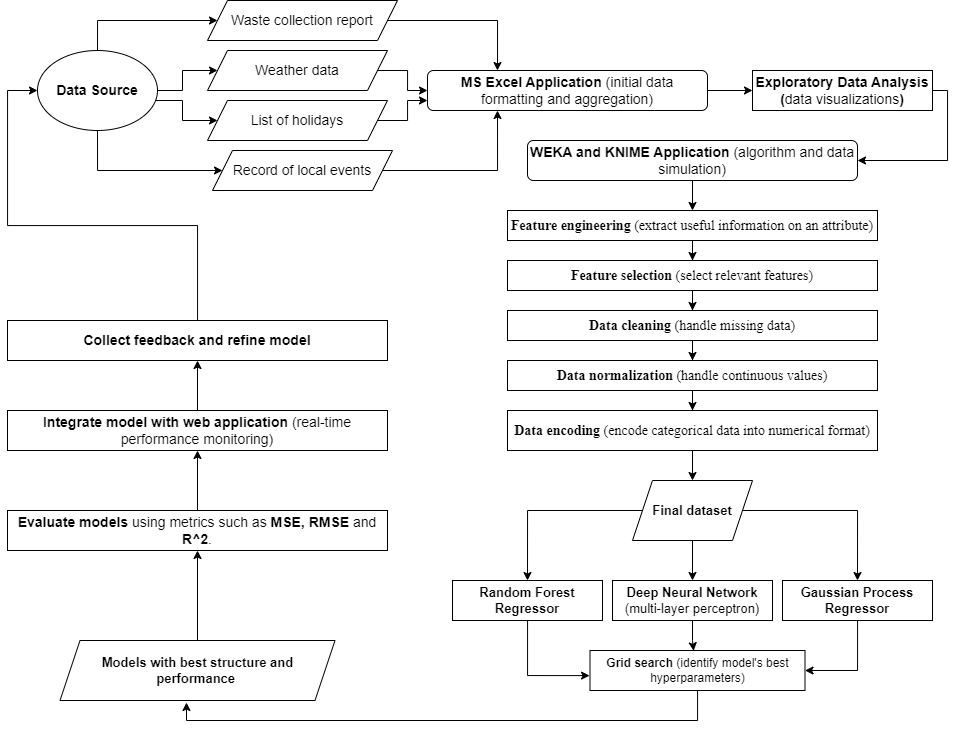 Waste collection report
Weather data
Data Source
List of holidays
Record of local events
MS Excel Application (initial data
formatting and aggregation)
Exploratory Data Analysis
(data visualizations)
WEKA and KNIME Application (algorithm and data
simulation)
Feature engineering (extract useful information on an attribute)
Feature selection (select relevant features)
Data cleaning (handle missing data)
Data normalization (handle continuous values)
Data encoding (encode categorical data into numerical format)
Final dataset
Random Forest
Regressor
Deep Neural Network
(multi-layer perceptron)
Gaussian Process
Regressor
Grid search (identify model's best
hyperparameters)
Models with best structure and
performance
Evaluate models using metrics such as MSE, RMSE and
R^2.
Integrate model with web application (real-time
performance monitoring)
Collect feedback and refine model